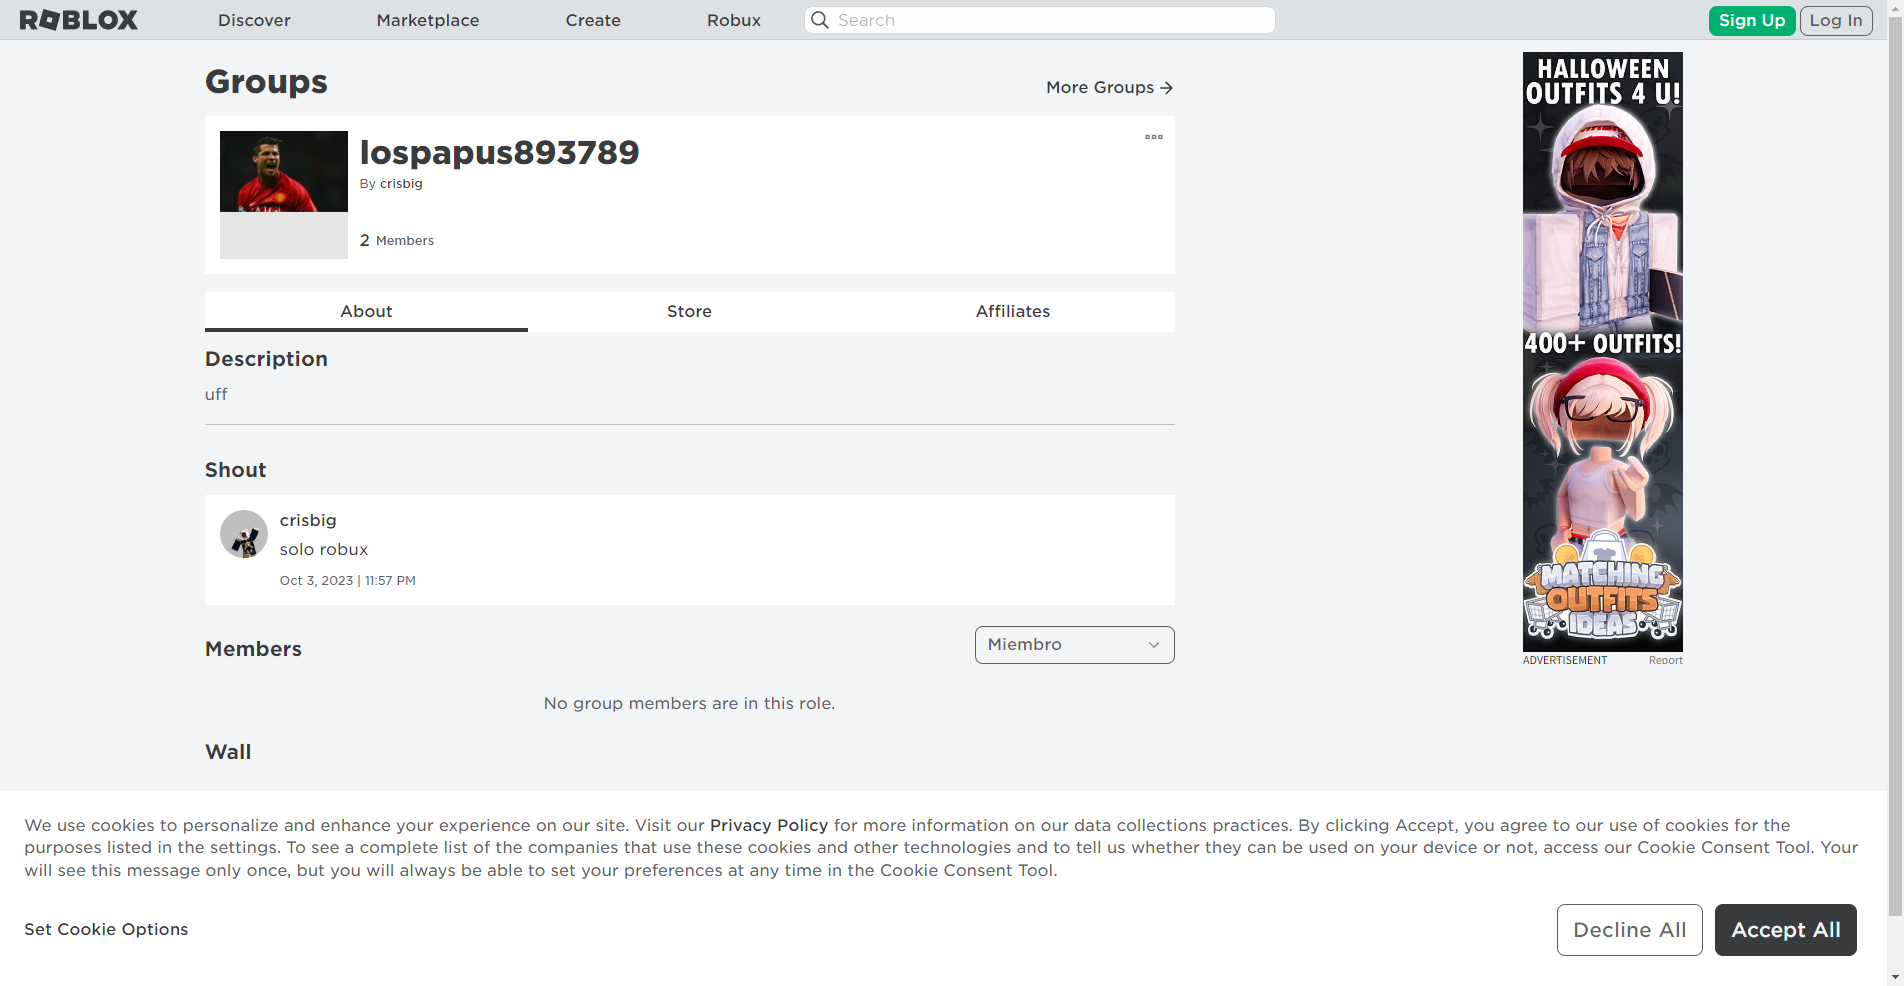 ROBLOX
Discover
Marketplace
Create
Robux
Search
Sign Up
Log In
Groups
More Groups →
lospapus893789
By crisbig
2 Members
About
Store
Affiliates
Description
uff
Shout
crisbig
solo robux
Oct 3, 2023 | 11:57 PM
Members
Miembro
No group members are in this role.
Wall
HALLOWEEN
OUTFITS 4 U!
400+ OUTFITS!
MATCHING
OUTFITS
IDEAS
ADVERTISEMENT
Report
We use cookies to personalize and enhance your experience on our site. Visit our Privacy Policy for more information on our data collections practices. By clicking Accept, you agree to our use of cookies for the
purposes listed in the settings. To see a complete list of the companies that use these cookies and other technologies and to tell us whether they can be used on your device or not, access our Cookie Consent Tool. Your
will see this message only once, but you will always be able to set your preferences at any time in the Cookie Consent Tool.
Set Cookie Options
Decline All
Accept All